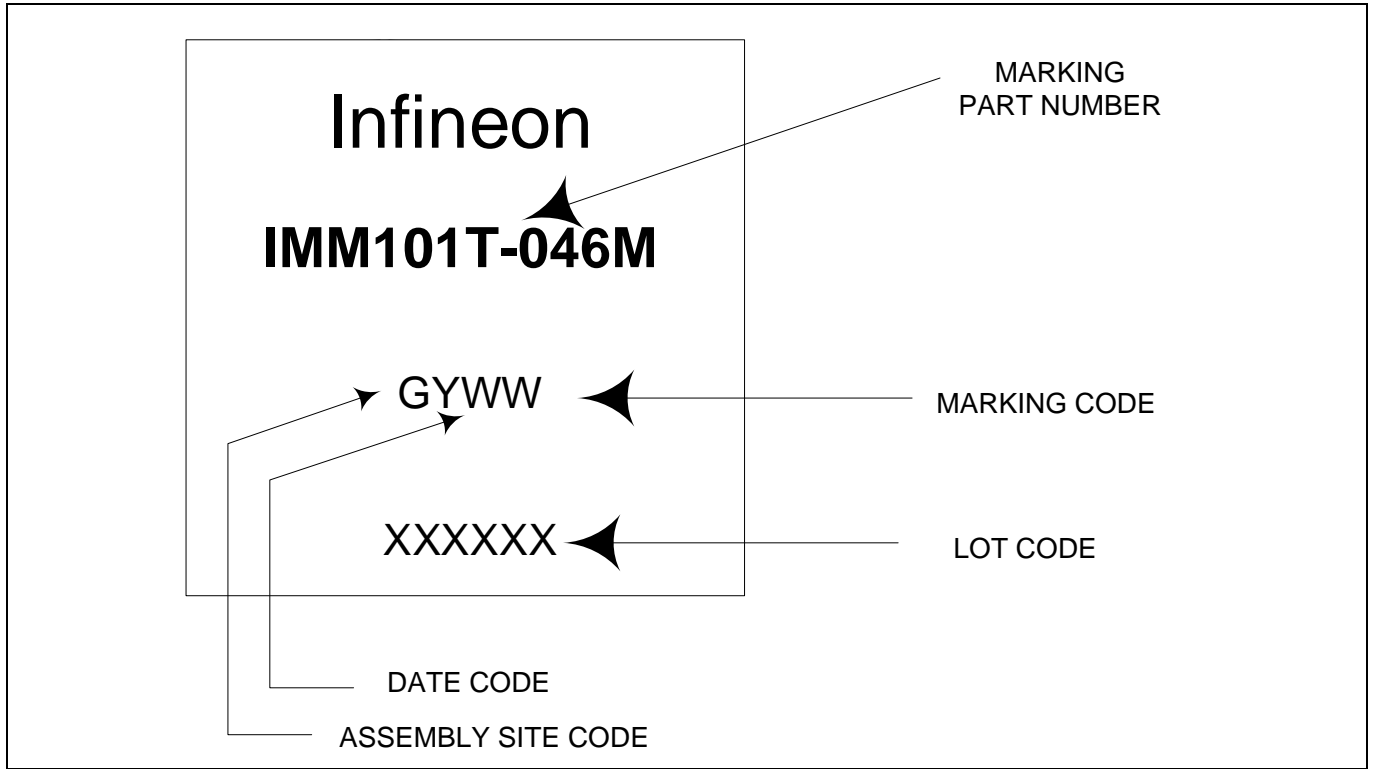 Infineon
MARKING
PART NUMBER
IMM101T-046M
GYWW
MARKING CODE
XXXXXX
LOT CODE
DATE CODE
ASSEMBLY SITE CODE